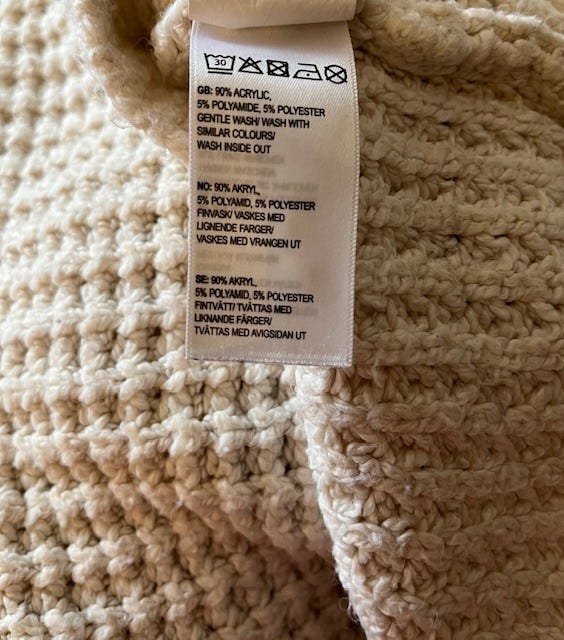 30
GB: 90% ACRYLIC,
5% POLYAMIDE, 5% POLYESTER
GENTLE WASH/ WASH WITH
SIMILAR COLOURS/
WASH INSIDE OUT
NO: 90% AKRYL,
5% POLYAMID, 5% POLYESTER
FINVASK/ VASKES MED
LIGNENDE FARGER/
VASKES MED VRANGEN UT
SE: 90% AKRYL,
5% POLYAMID, 5% POLYESTER
FINTVÄTT/ TVÄTTAS MED
LIKNANDE FÄRGER/
TVÄTTAS MED AVIGSIDAN UT